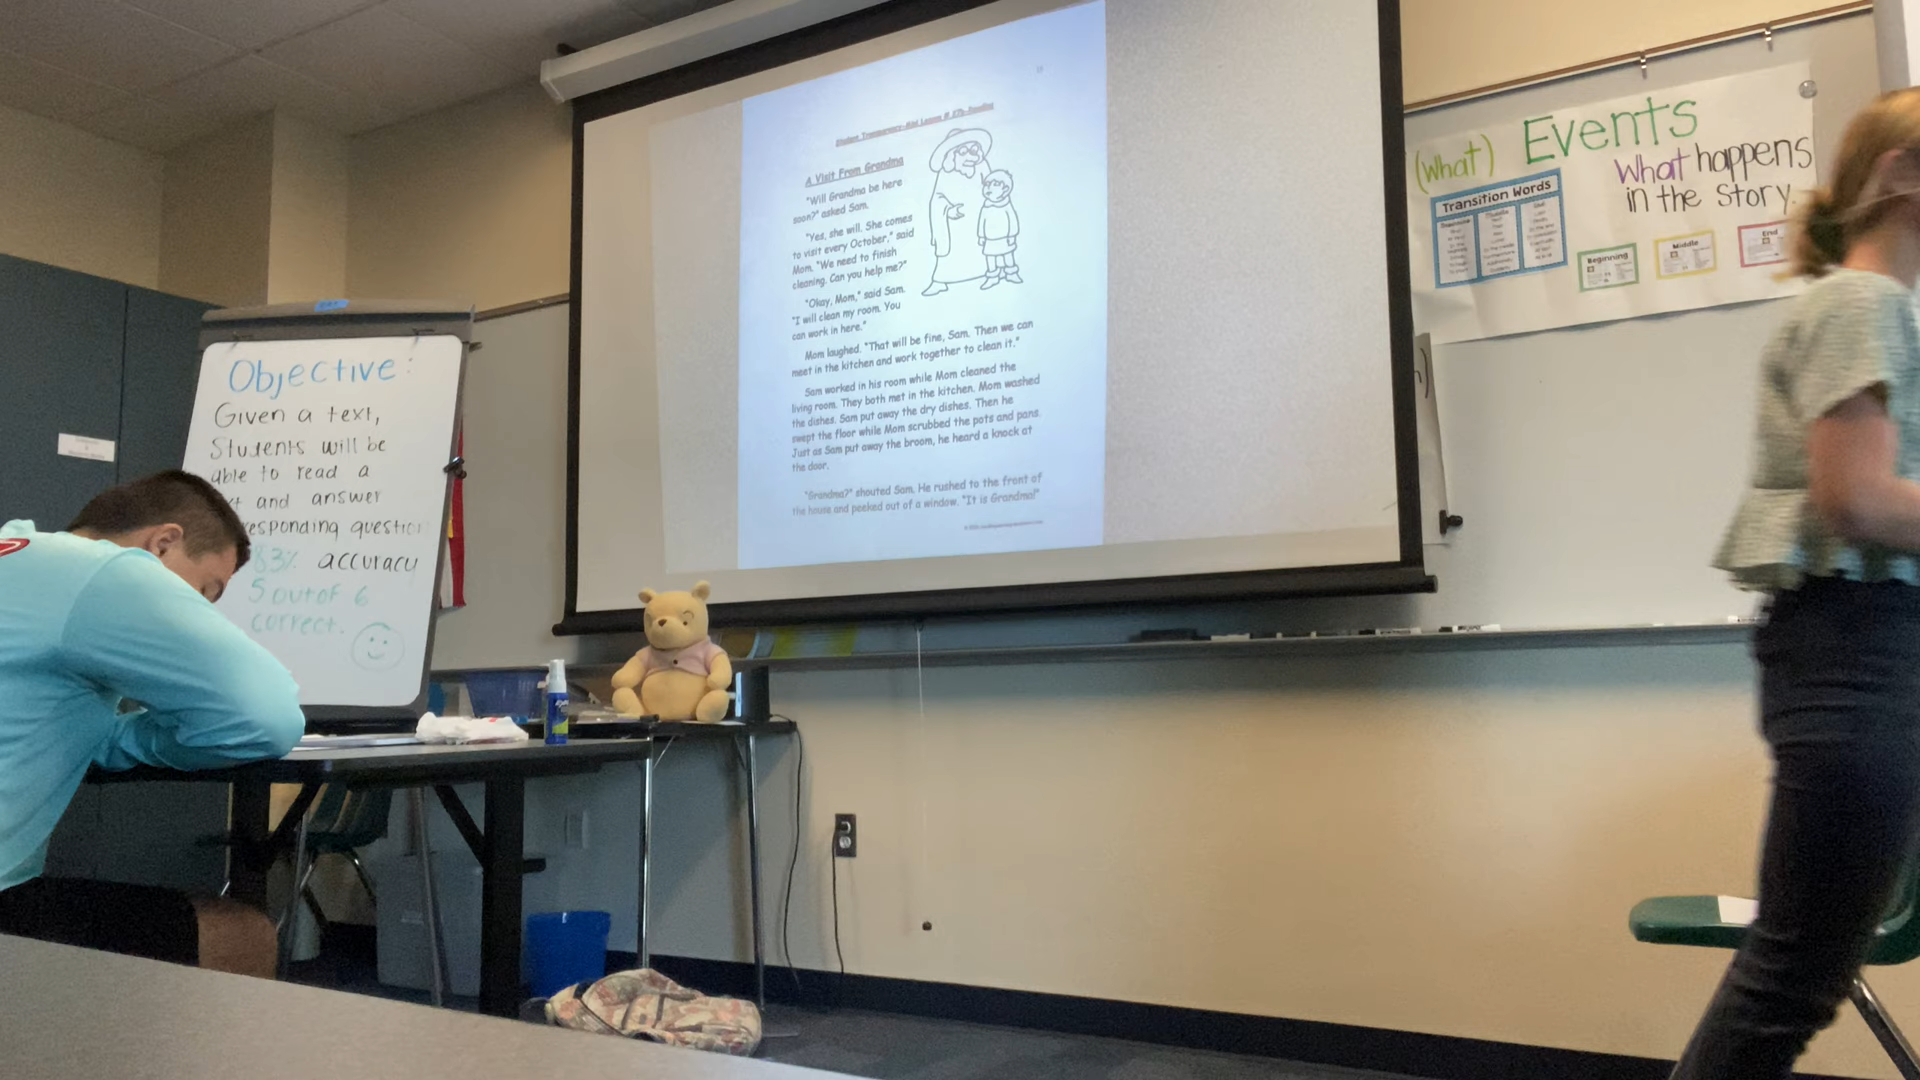 Objective:
Given a text,
Students will be
able to read a
and answer
responding question
83% accuracy
5 out of 6
correct.
A Visit From Grandma
"Will Grandma be here
soon?" asked Sam.
"Yes, she will. She comes
to visit every October," said
Mom. "We need to finish
cleaning. Can you help me?"
"Okay, Mom," said Sam.
"I will clean my room. You
can work in here."
Mom laughed. "That will be fine, Sam. Then we can
meet in the kitchen and work together to clean it."
Sam worked in his room while Mom cleaned the
living room. They both met in the kitchen. Mom washed
the dishes. Sam put away the dry dishes. Then he
swept the floor while Mom scrubbed the pots and pans.
Just as Sam put away the broom, he heard a knock at
the door.
"Grandma?" shouted Sam. He rushed to the front of
the house and peeked out of a window. "It is Grandma!"
(What) Events
What happens
in the story.
Transition Words
Beginning
Middle
End